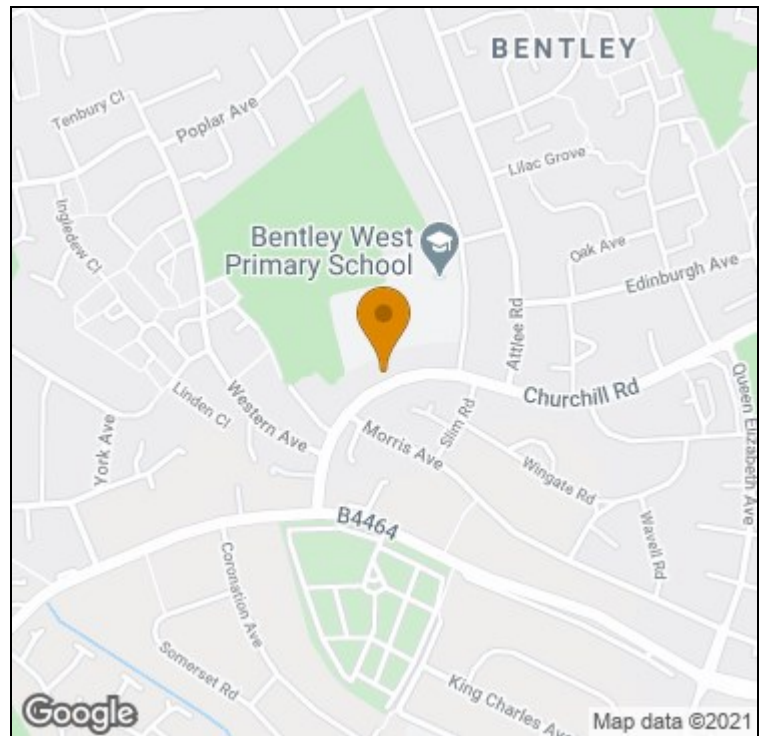 BENTLEY
Tenbury Cl
Poplar Ave
Lilac Grove
Ingledew Cl
Bentley West
Primary School
Oak Ave
Edinburgh Ave
Attlee Rd
Churchill Rd
Linden Cl
Western Ave
York Ave
Morris Ave
Slim Rd
Wingate Rd
Queen Elizabeth Ave
Wavell Rd
B4464
Coronation Ave
Somerset Rd
King Charles Ave
Google
Map data ©2021